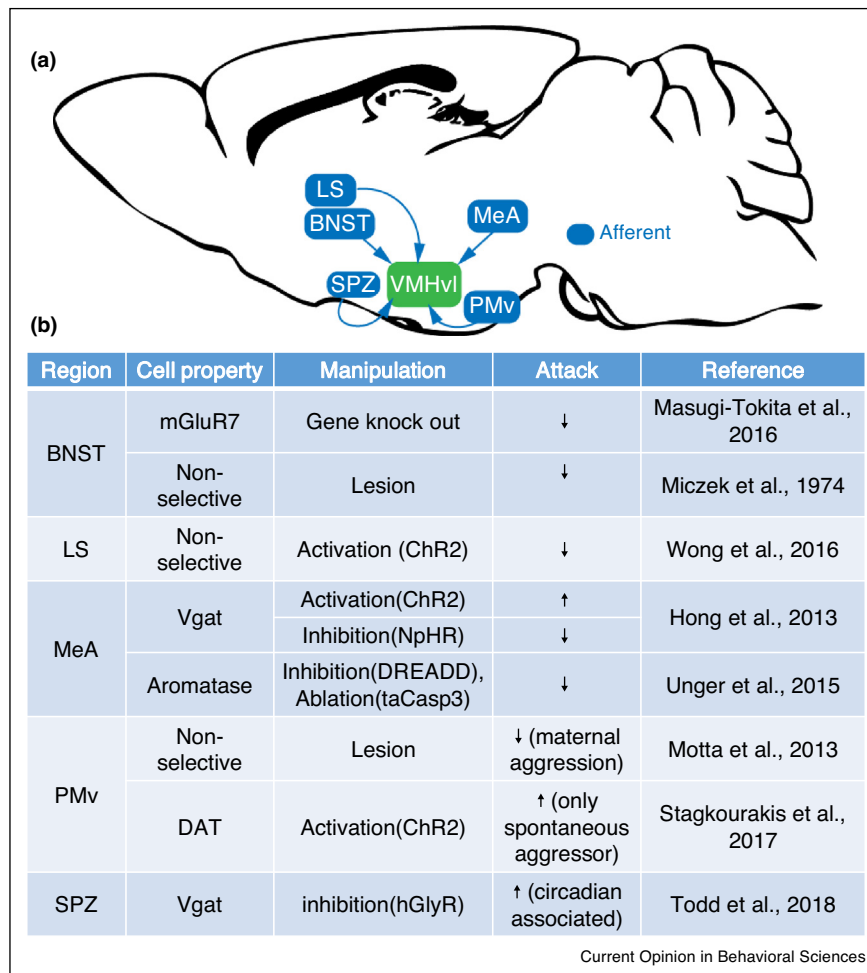 (a)
LS
BNST
MeA
Afferent
SPZ
VMHvl
PMv
(b)
Region Cell property Manipulation Attack Reference
BNST
mGluR7 Gene knock out ↓ Masugi-Tokita et al.,
2016
Non-
selective Lesion ↓ Miczek et al., 1974
LS Non-
selective Activation (ChR2) ↓ Wong et al., 2016
MeA
Vgat
Activation(ChR2) ↑
Hong et al., 2013
Inhibition(NpHR) ↓
Aromatase Inhibition(DREADD),
Ablation(taCasp3) ↓ Unger et al., 2015
PMv
Non-
selective Lesion ↓ (maternal
aggression) Motta et al., 2013
DAT Activation(ChR2) ↑ (only
spontaneous
aggressor) Stagkourakis et al.,
2017
SPZ Vgat inhibition(hGlyR) ↑ (circadian
associated) Todd et al., 2018
Current Opinion in Behavioral Sciences